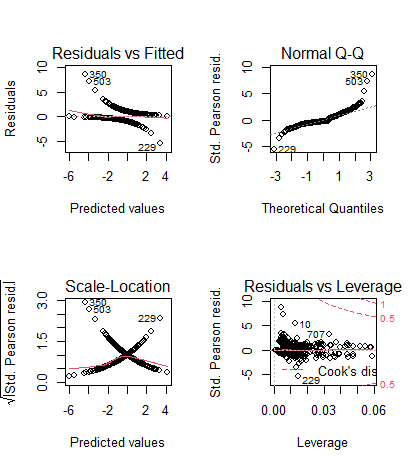 Residuals vs Fitted
Residuals
10
5
0
-5
350
503
229
-6 -2 2 4
Predicted values
Normal Q-Q
Std. Pearson resid.
10
5
0
-5
350
503
229
-3 -1 1 3
Theoretical Quantiles
Scale-Location
√|Std. Pearson resid.
3.0
1.5
0.0
350
503
229
-6 -2 2 4
Predicted values
Residuals vs Leverage
Std. Pearson resid.
10
5
0
-5
1
0.5
10
707
Cook's dis
229
0.5
0.00 0.03 0.06
Leverage